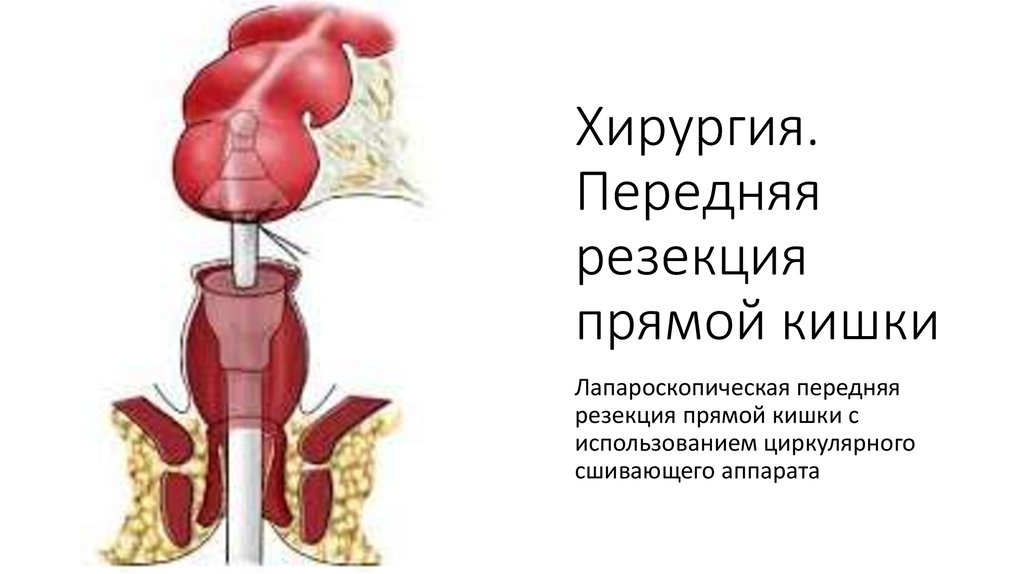 Хирургия.
Передняя
резекция
прямой кишки
Лапароскопическая передняя
резекция прямой кишки с
использованием циркулярного
сшивающего аппарата